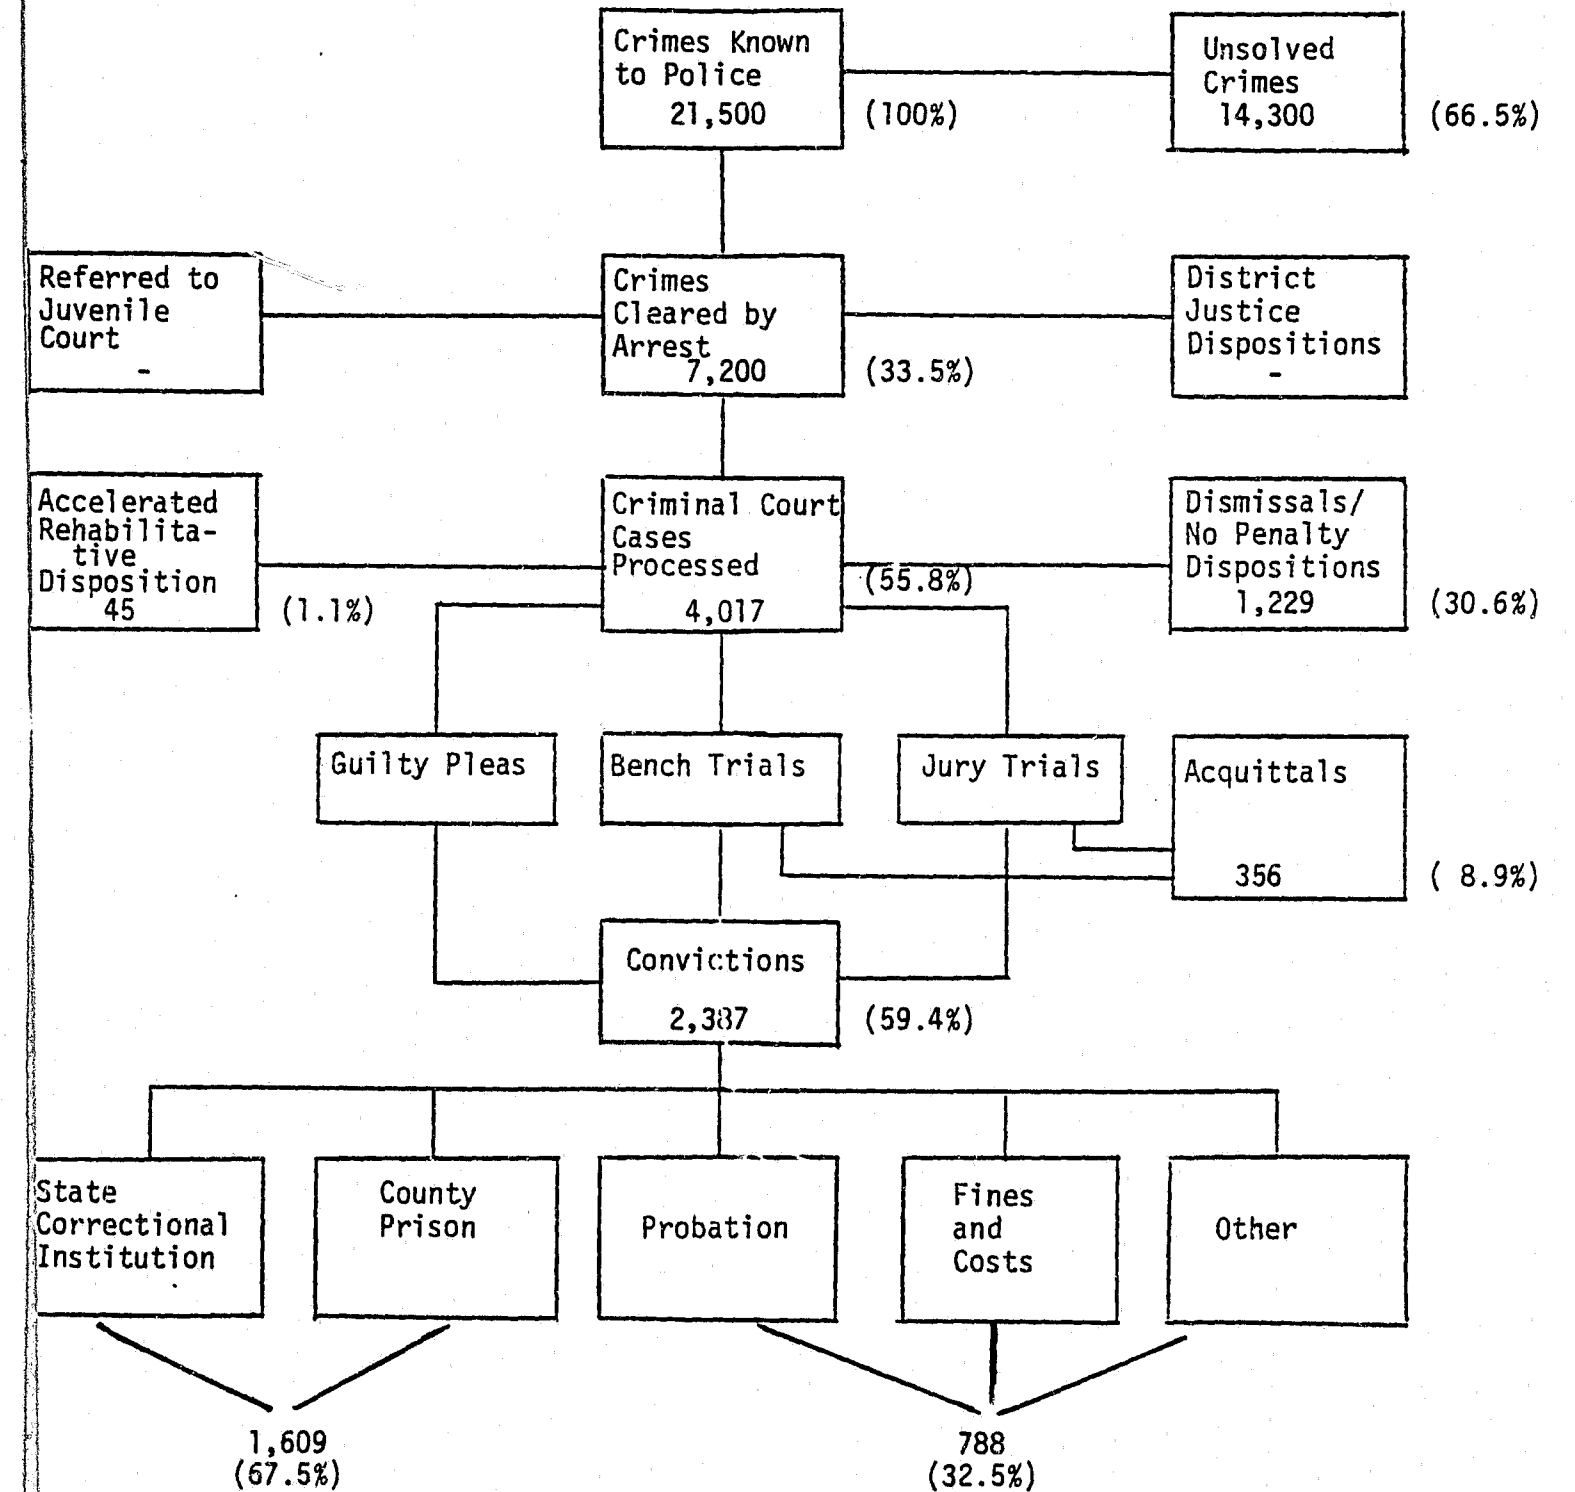 Crimes Known
to Police
21,500
(100%)
Unsolved
Crimes
14,300
(66.5%)
Referred to
Juvenile
Court
-
Crimes
Cleared by
Arrest
7,200
(33.5%)
District
Justice
Dispositions
-
Accelerated
Rehabilita-
tive
Disposition
45
(1.1%)
Criminal Court
Cases
Processed
4,017
(55.8%)
Dismissals/
No Penalty
Dispositions
1,229
(30.6%)
Guilty Pleas
Bench Trials
Jury Trials
Acquittals
356
( 8.9%)
Convictions
2,387
(59.4%)
State
Correctional
Institution
County
Prison
Probation
Fines
and
Costs
Other
1,609
(67.5%)
788
(32.5%)